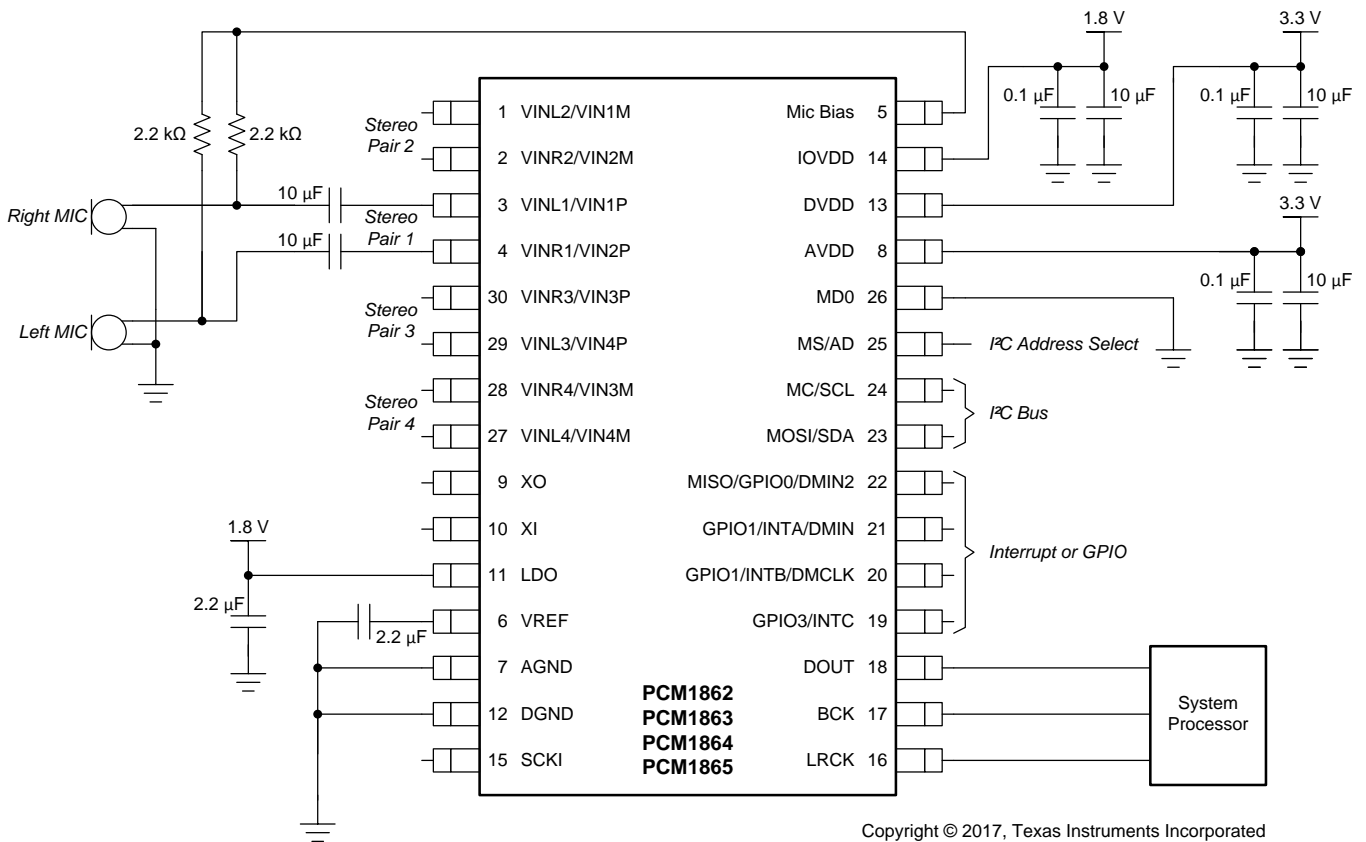 1.8 V
3.3 V
0.1 µF
10 µF
0.1 µF
10 µF
2.2 kΩ
2.2 kΩ
Stereo
Pair 2
1 VINL2/VIN1M
Mic Bias 5
2 VINR2/VIN2M
IOVDD 14
10 µF
3 VINL1/VIN1P
DVDD 13
3.3 V
Right MIC
Stereo
Pair 1
10 µF
4 VINR1/VIN2P
AVDD 8
0.1 µF
10 µF
30 VINR3/VIN3P
MD0 26
Left MIC
Stereo
Pair 3
29 VINL3/VIN4P
MS/AD 25
I²C Address Select
28 VINR4/VIN3M
MC/SCL 24
Stereo
Pair 4
I²C Bus
27 VINL4/VIN4M
MOSI/SDA 23
9 XO
MISO/GPIO0/DMIN2 22
1.8 V
10 XI
GPIO1/INTA/DMIN 21
Interrupt or GPIO
11 LDO
GPIO1/INTB/DMCLK 20
2.2 µF
2.2 µF
6 VREF
GPIO3/INTC 19
7 AGND
DOUT 18
12 DGND
BCK 17
15 SCKI
LRCK 16
PCM1862
PCM1863
PCM1864
PCM1865
System
Processor
Copyright © 2017, Texas Instruments Incorporated